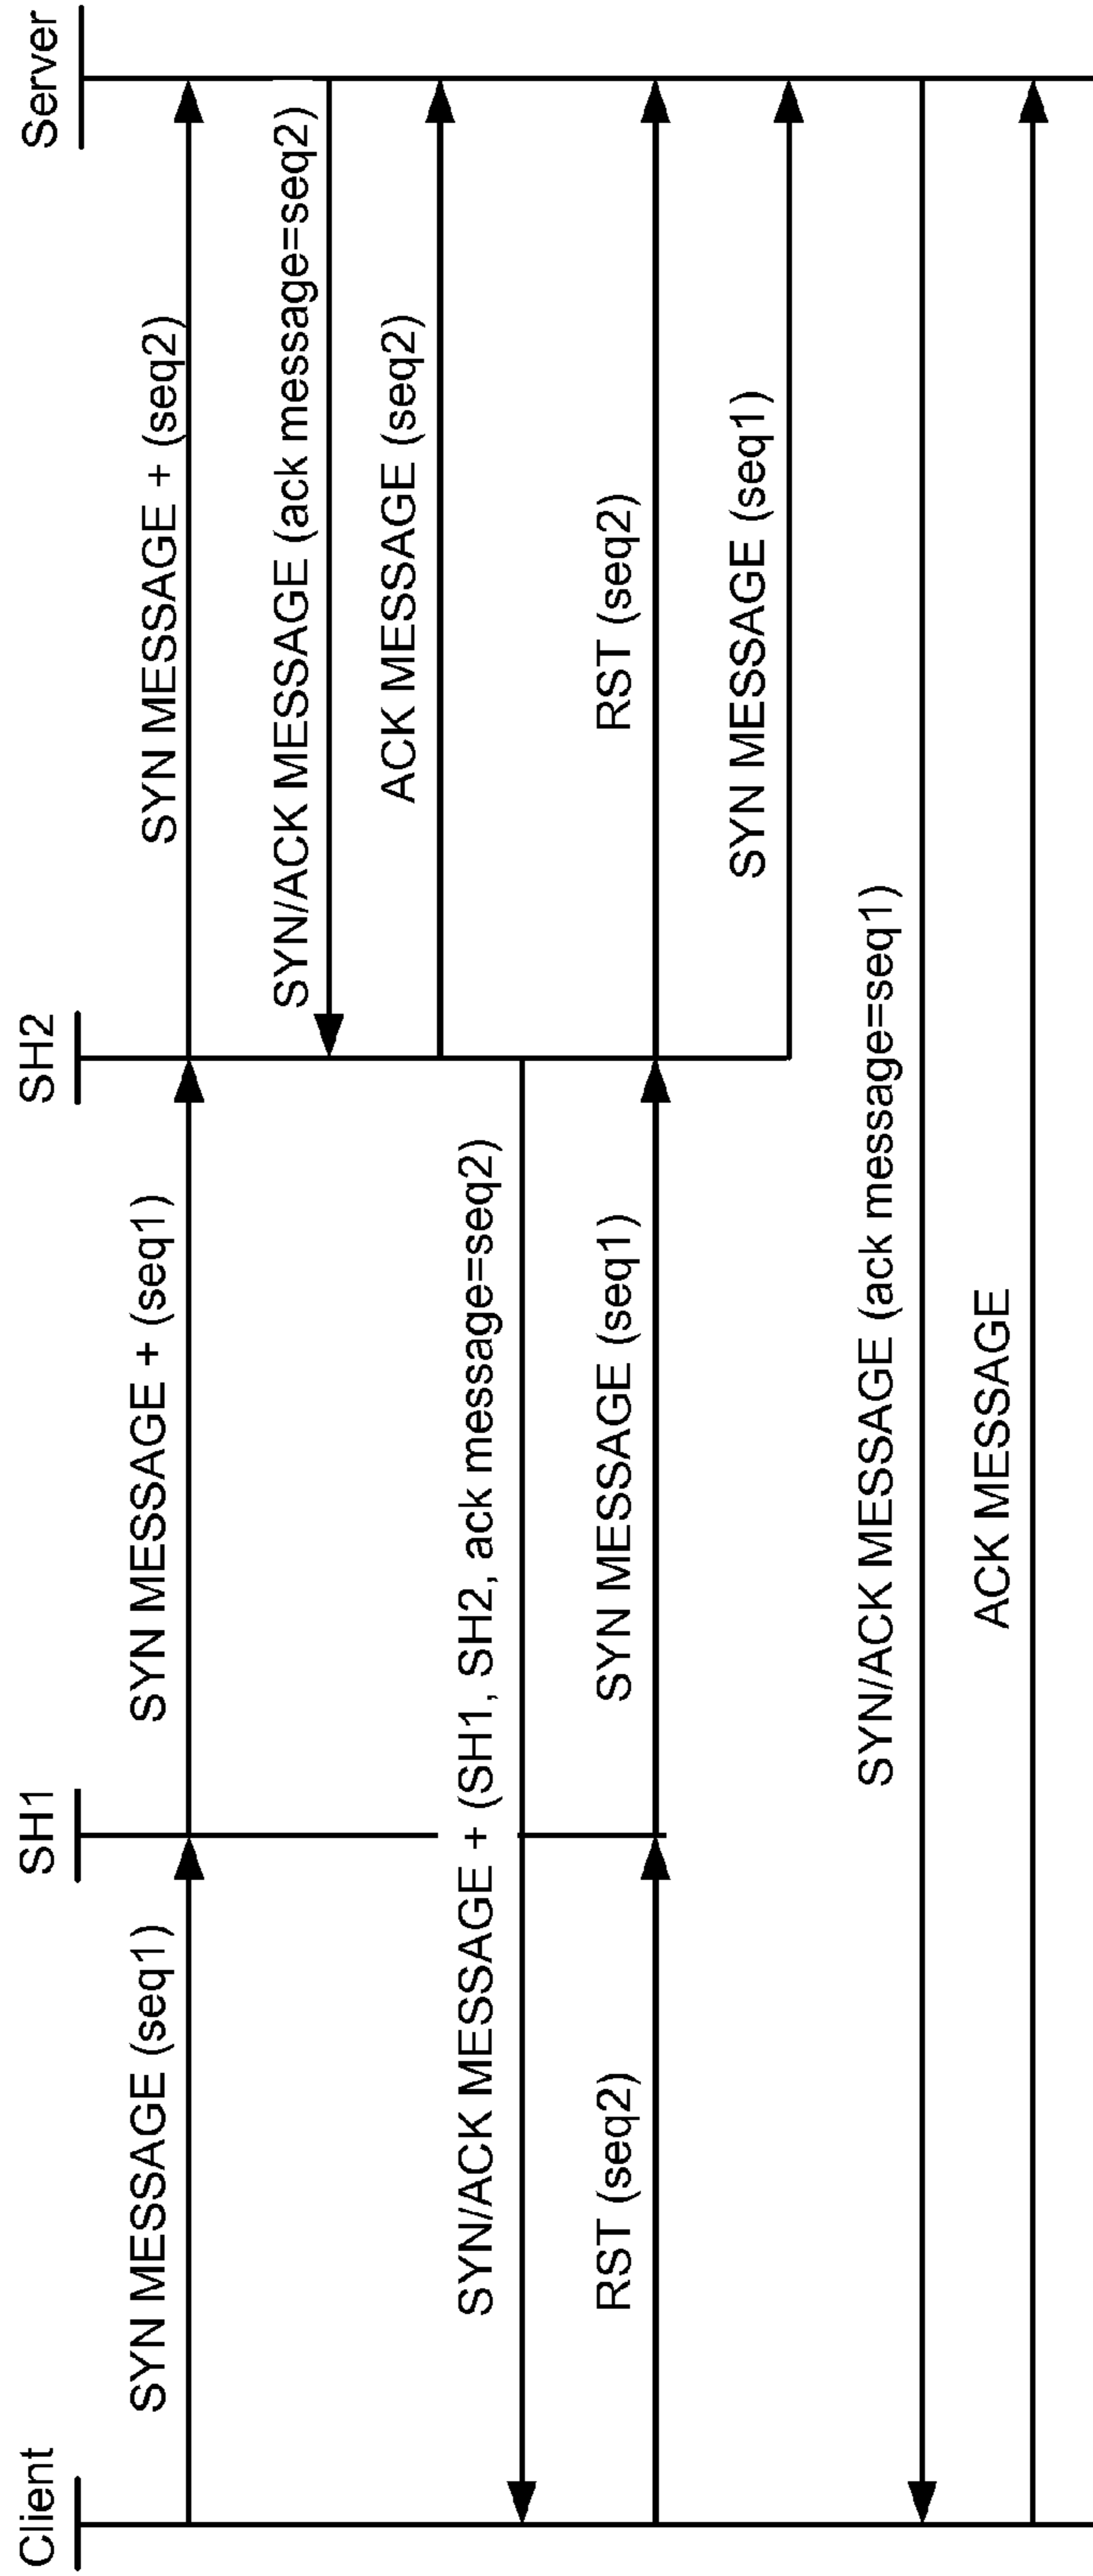 Client
SH1
SH2
Server
SYN MESSAGE (seq1)
SYN MESSAGE + (seq1)
SYN MESSAGE + (seq2)
SYN/ACK MESSAGE (ack message=seq2)
ACK MESSAGE (seq2)
SYN/ACK MESSAGE + (SH1, SH2, ack message=seq2)
RST (seq2)
SYN MESSAGE (seq1)
RST (seq2)
SYN MESSAGE (seq1)
SYN/ACK MESSAGE (ack message=seq1)
ACK MESSAGE